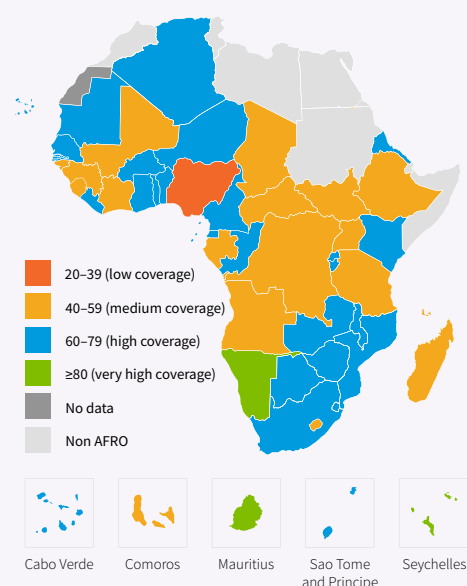 20–39 (low coverage)
40–59 (medium coverage)
60–79 (high coverage)
≥80 (very high coverage)
No data
Non AFRO
Cabo Verde
Comoros
Mauritius
Sao Tome
and Principe
Seychelles